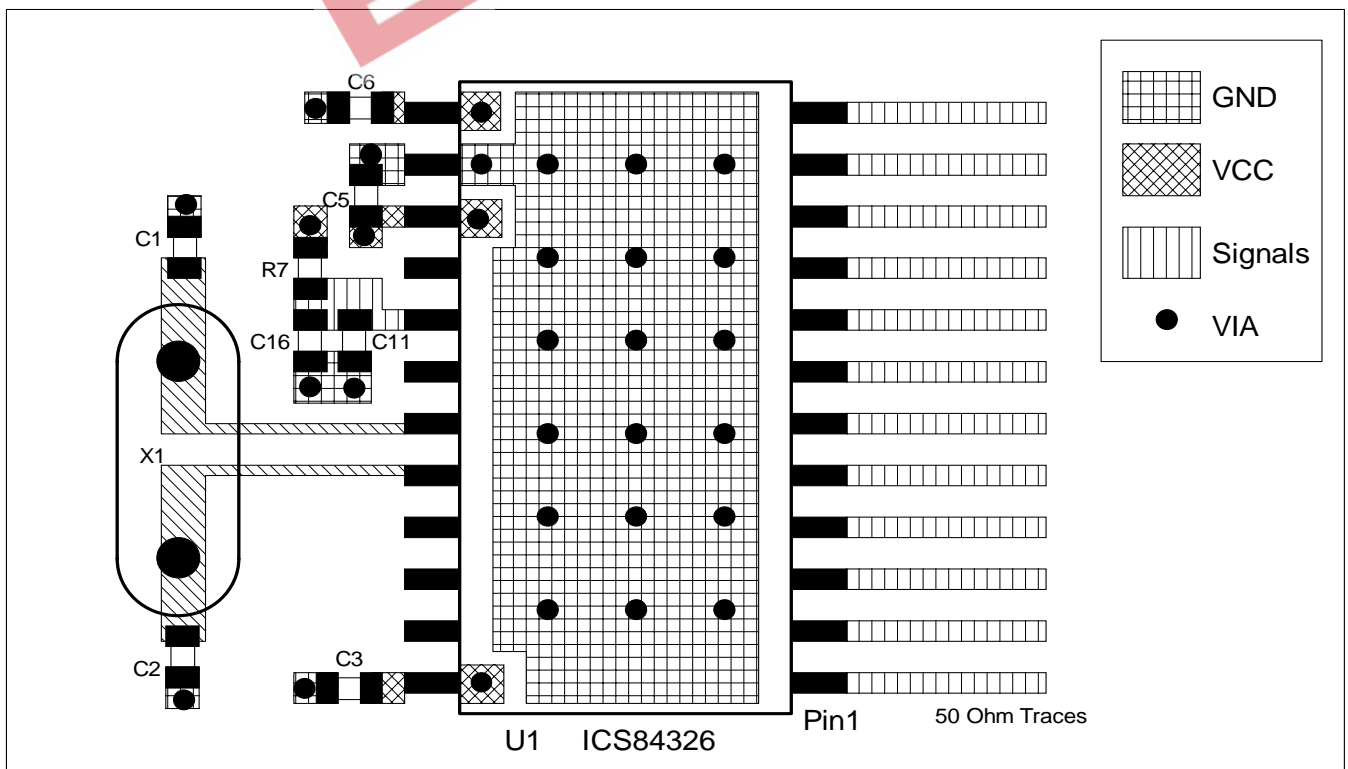 C6
GND
VCC
C5
C1
R7
Signals
C16
C11
VIA
X1
C3
C2
Pin1
50 Ohm Traces
U1 ICS84326